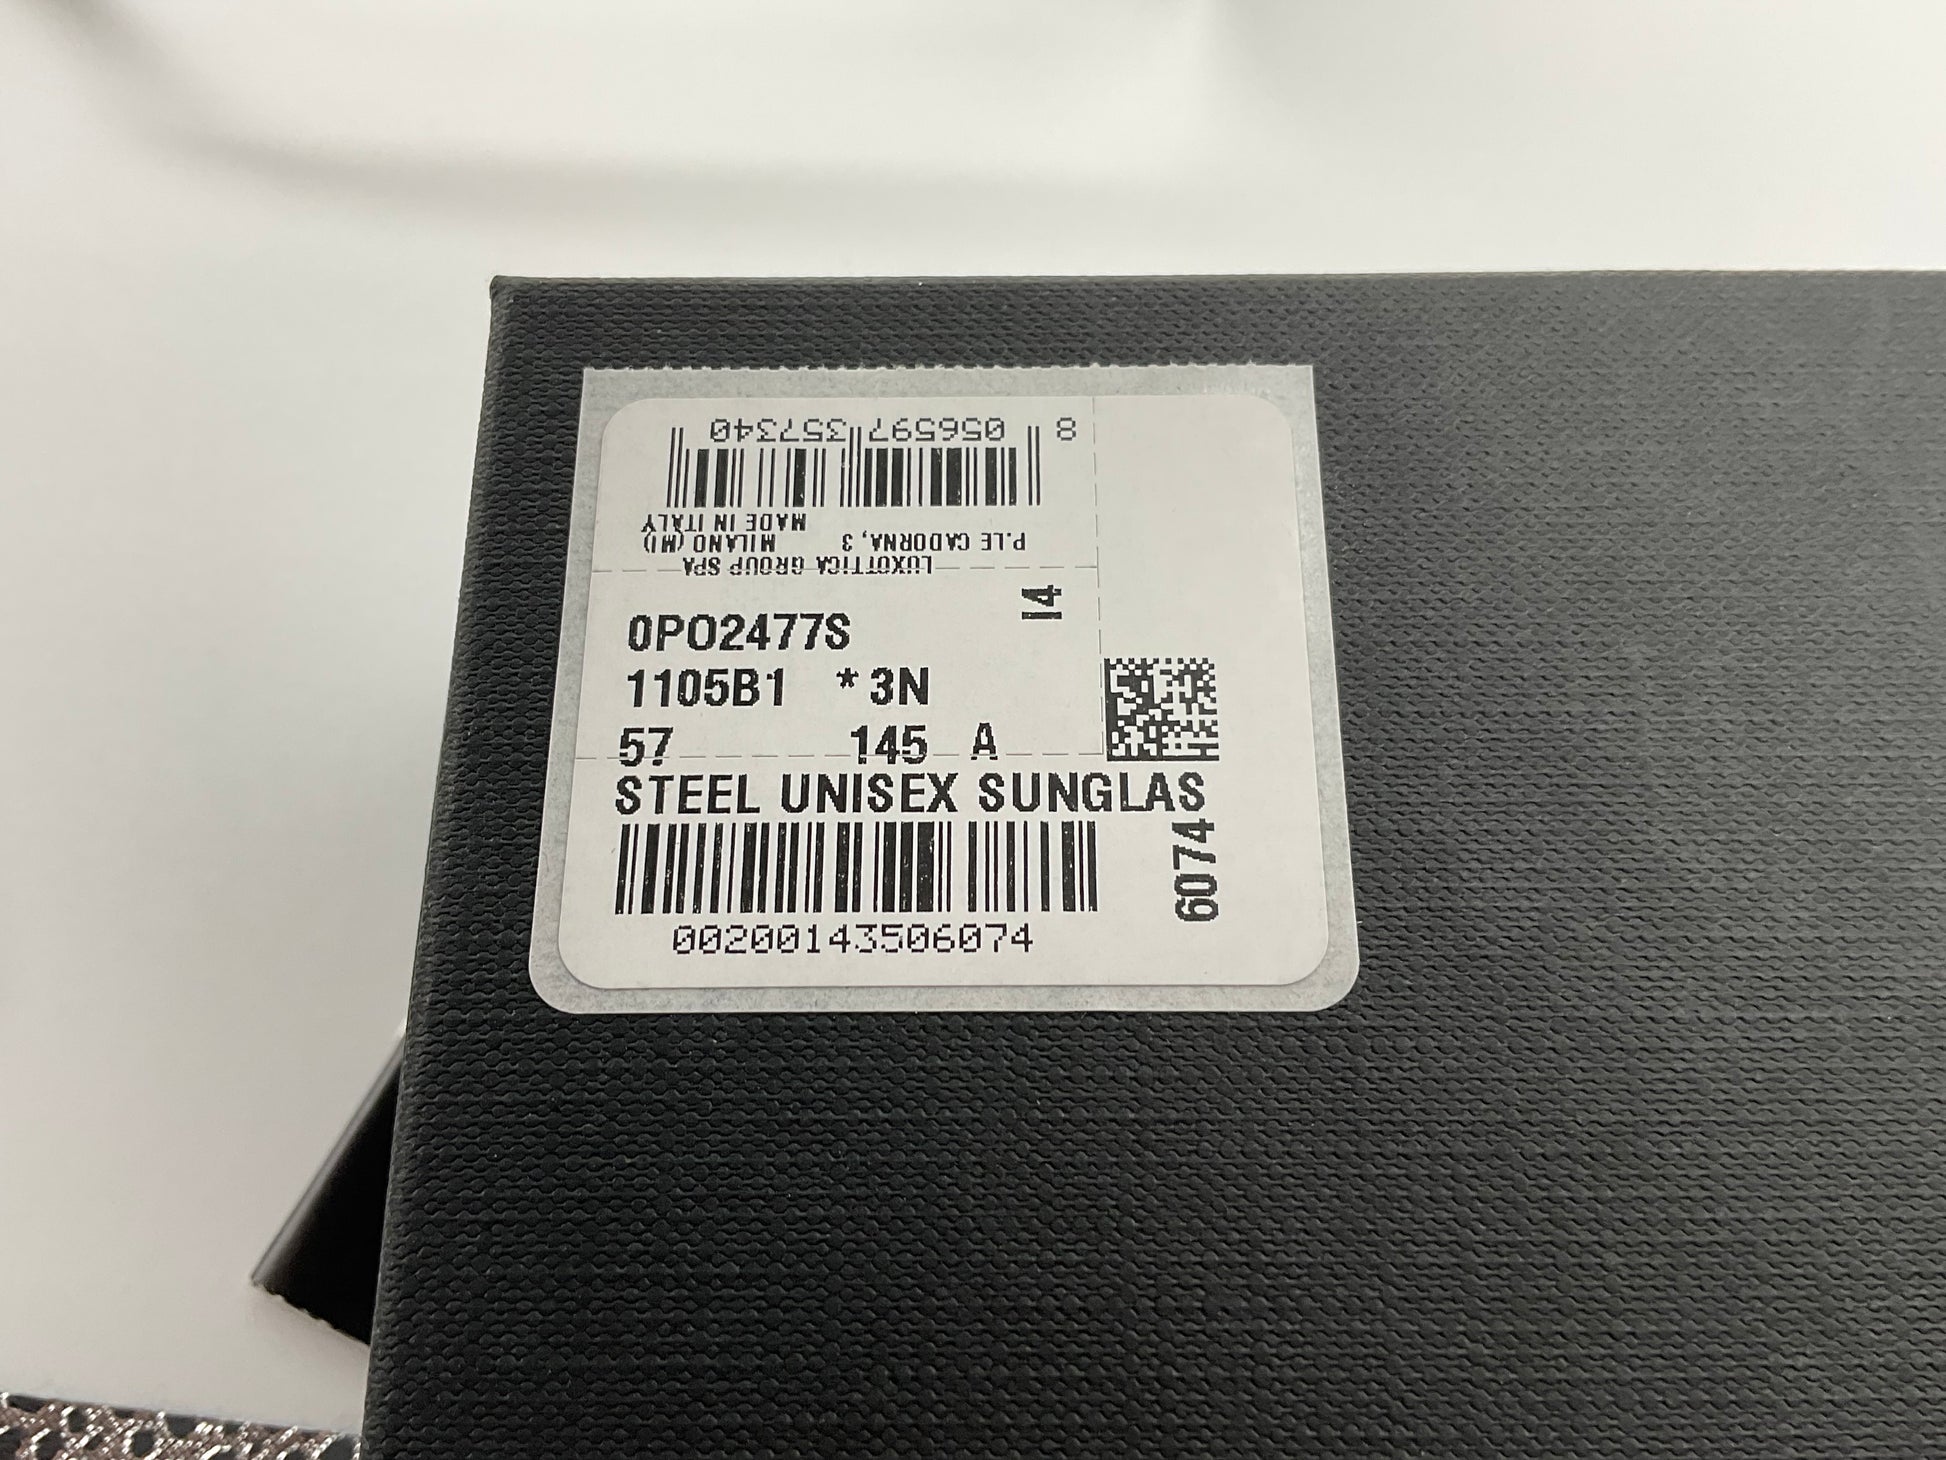 8 056597 357340
MADE IN ITALY
P.LE CADORNA, 3 MILANO (MI)
LUXOTTICA GROUP SPA
I4
0PO2477S
1105B1 *3N
57 145 A
STEEL UNISEX SUNGLAS
6074
00200143506074